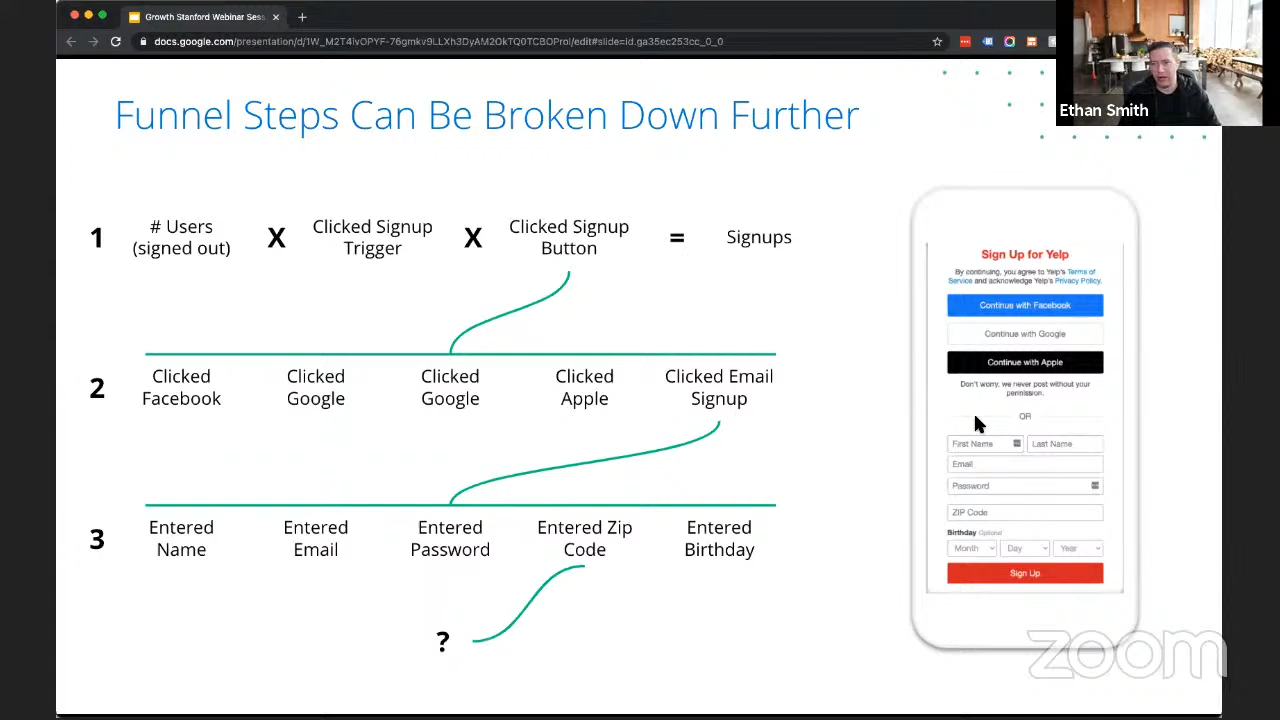 Growth Stanford Webinar Sess
docs.google.com/presentation/d/1W_M2T4ivOPYF-76gmkv9LLXh3DyAM2QkTQ0TCBOProI/edit#slide=id.ga35ec253cc_0_0
Ethan Smith
Funnel Steps Can Be Broken Down Further
1
# Users
(signed out)
X
Clicked Signup
Trigger
X
Clicked Signup
Button
=
Signups
2
Clicked
Facebook
Clicked
Google
Clicked
Google
Clicked
Apple
Clicked Email
Signup
3
Entered
Name
Entered
Email
Entered
Password
Entered Zip
Code
Entered
Birthday
?
Sign Up for Yelp
By continuing, you agree to Yelp's Terms of
Service and acknowledge Yelp's Privacy Policy.
Continue with Facebook
Continue with Google
Continue with Apple
Don't worry, we never post without your
permission.
OR
First Name
Last Name
Email
Password
ZIP Code
Birthday Optional
Month
Day
Year
Sign Up
zoom